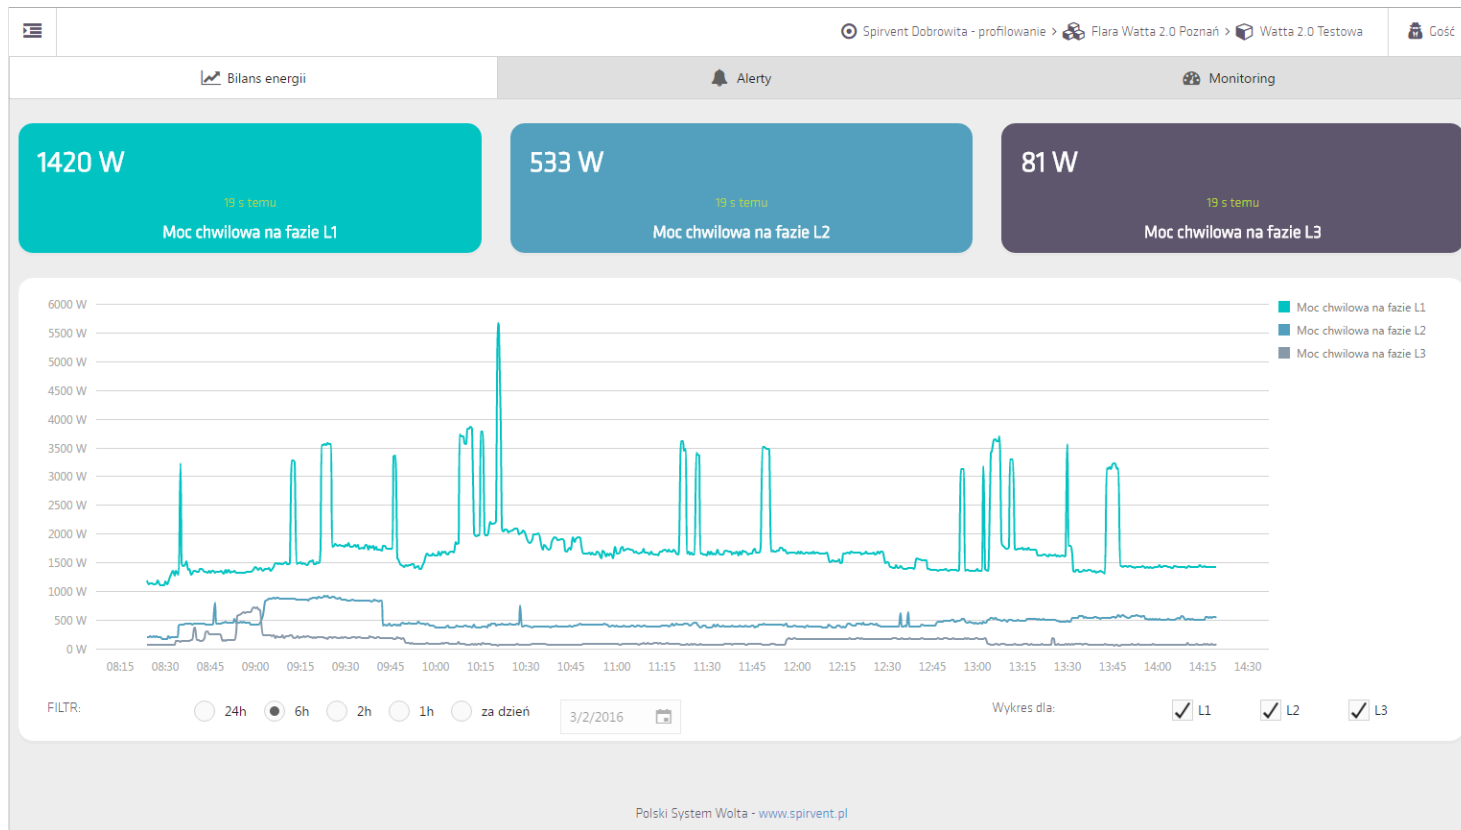 Spirvent Dobrowita - profilowanie > Flara Watta 2.0 Poznań > Watta 2.0 Testowa Gość
Bilans energii Alerty Monitoring
1420 W 533 W 81 W
19 s temu 19 s temu 19 s temu
Moc chwilowa na fazie L1 Moc chwilowa na fazie L2 Moc chwilowa na fazie L3
6000 W
5500 W
5000 W
4500 W
4000 W
3500 W
3000 W
2500 W
2000 W
1500 W
1000 W
500 W
0 W
Moc chwilowa na fazie L1
Moc chwilowa na fazie L2
Moc chwilowa na fazie L3
08:15 08:30 08:45 09:00 09:15 09:30 09:45 10:00 10:15 10:30 10:45 11:00 11:15 11:30 11:45 12:00 12:15 12:30 12:45 13:00 13:15 13:30 13:45 14:00 14:15 14:30
FILTR: 24h 6h 2h 1h za dzień 3/2/2016 Wykres dla: L1 L2 L3
Polski System Wolta - www.spirvent.pl